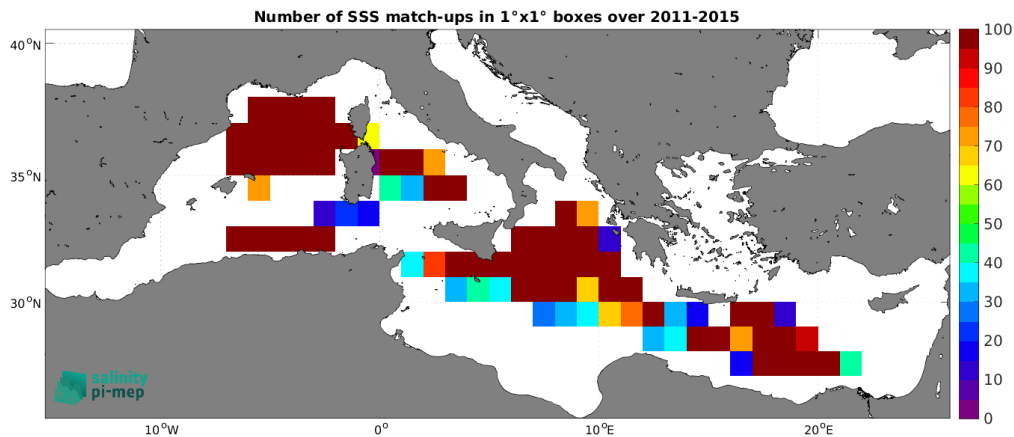 Number of SSS match-ups in 1°x1° boxes over 2011-2015
40°N
35°N
30°N
10°W
0°
10°E
20°E
100
90
80
70
60
50
40
30
20
10
0
salinity
pi-mep